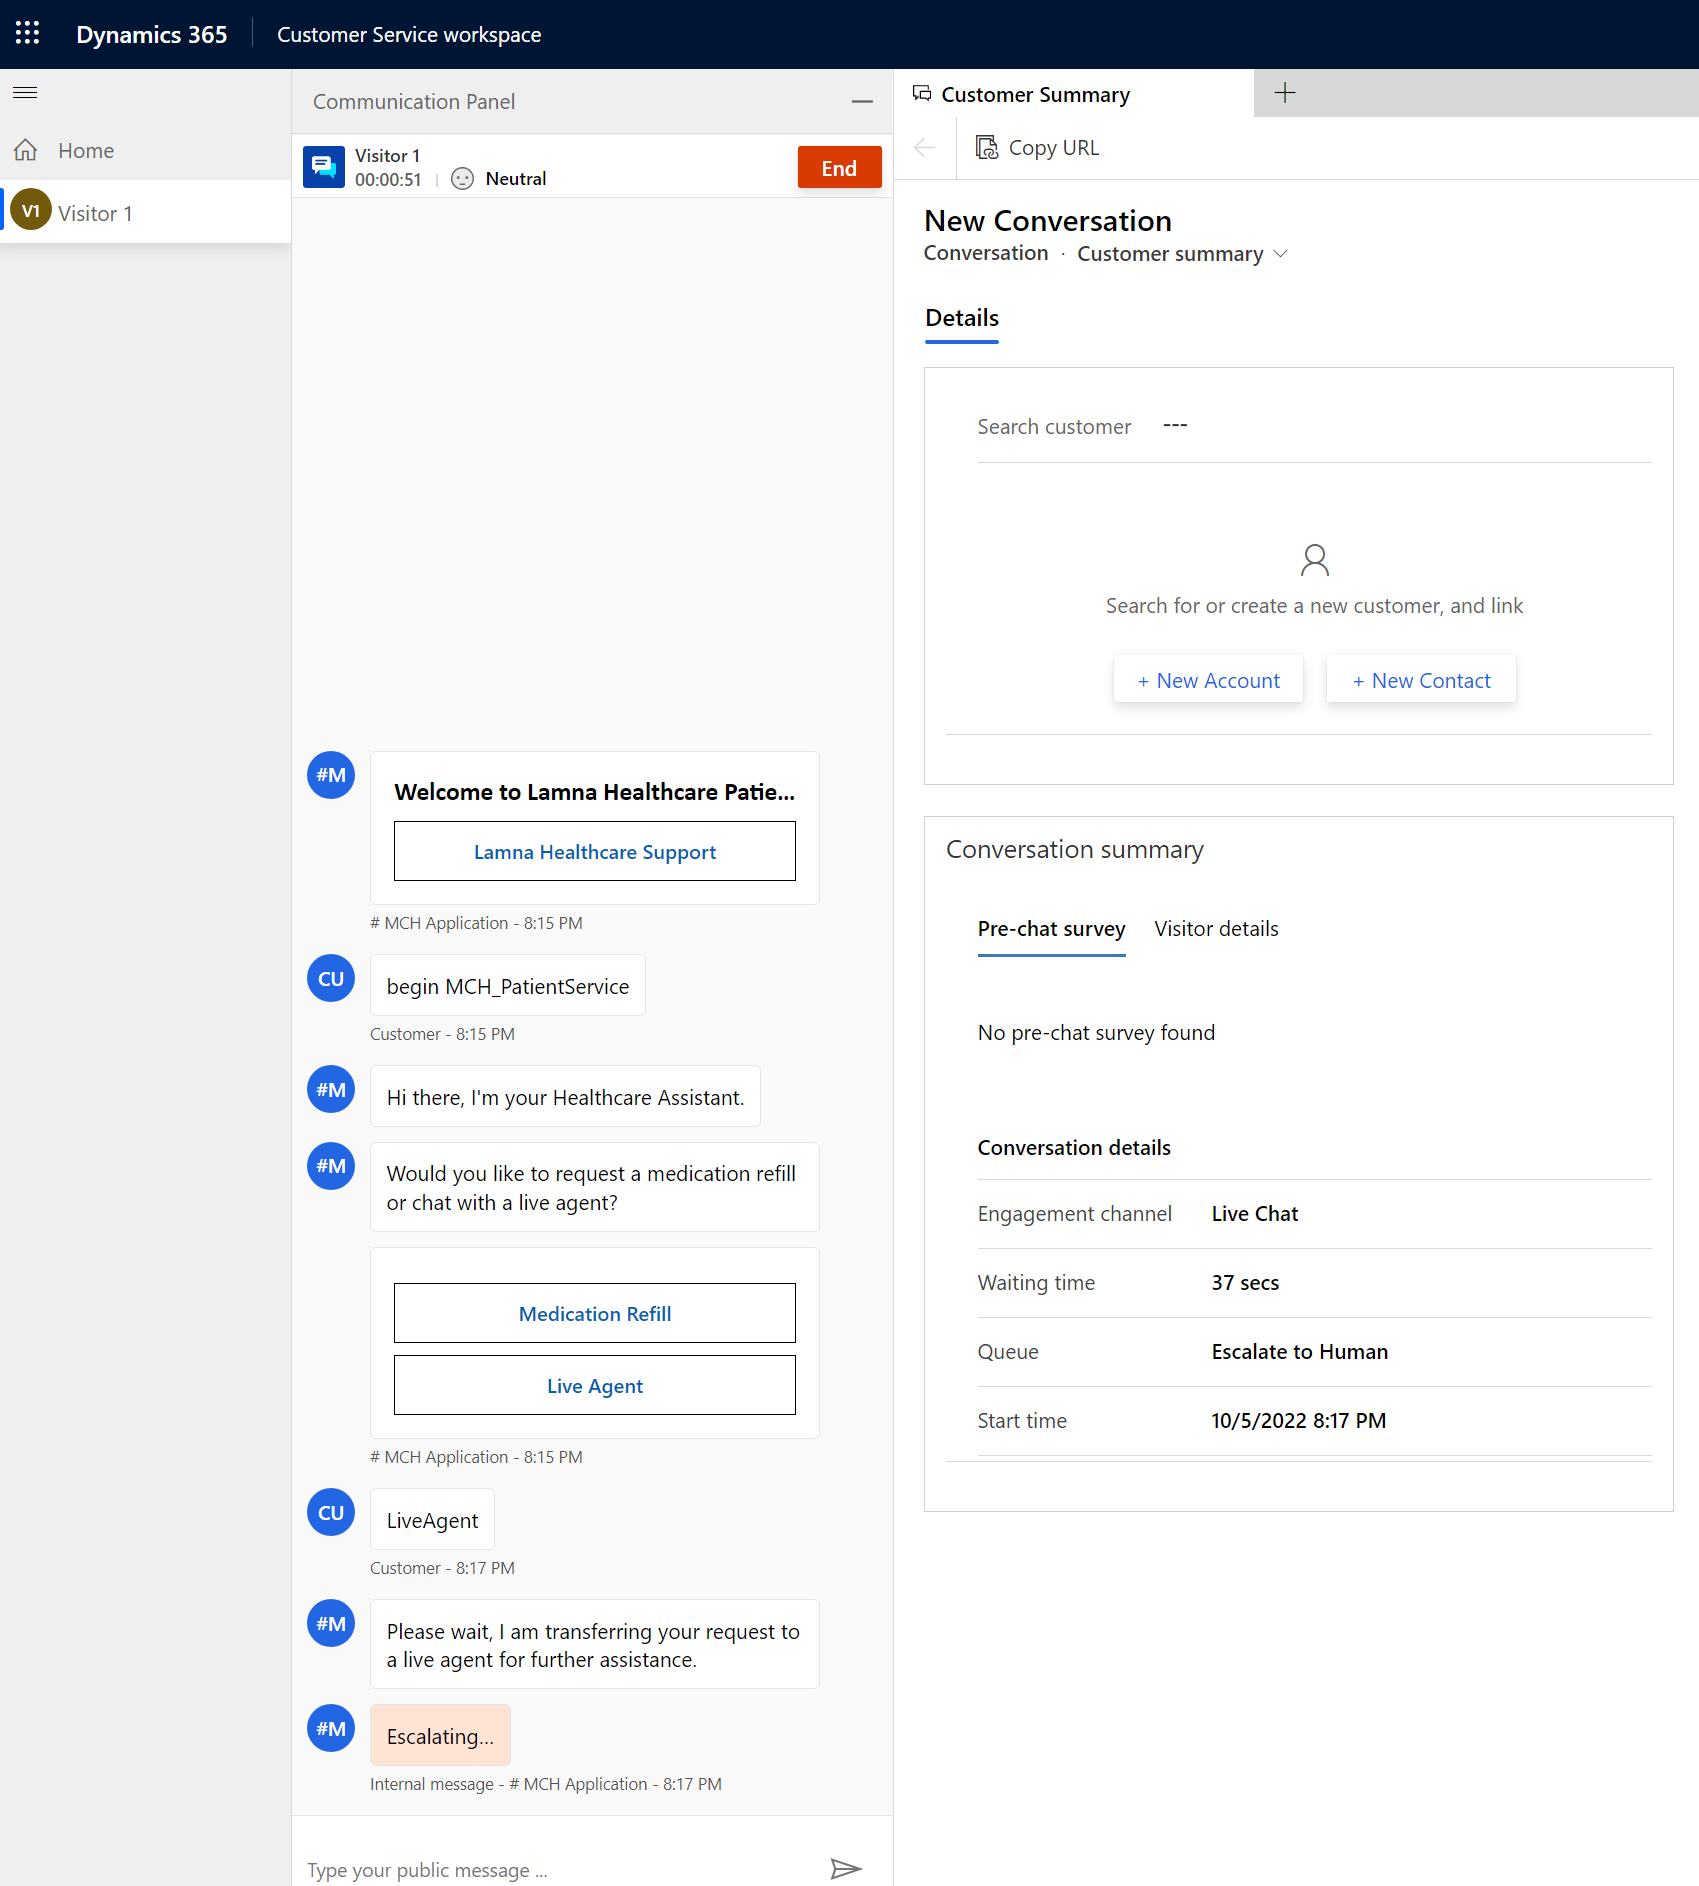 Dynamics 365
Customer Service workspace
Home
V1
Visitor 1
Communication Panel
Visitor 1
00:00:51
Neutral
End
#M
Welcome to Lamna Healthcare Patie...
Lamna Healthcare Support
# MCH Application - 8:15 PM
CU
begin MCH_PatientService
Customer - 8:15 PM
#M
Hi there, I'm your Healthcare Assistant.
#M
Would you like to request a medication refill
or chat with a live agent?
Medication Refill
Live Agent
# MCH Application - 8:15 PM
CU
LiveAgent
Customer - 8:17 PM
#M
Please wait, I am transferring your request to
a live agent for further assistance.
#M
Escalating...
Internal message - # MCH Application - 8:17 PM
Type your public message ...
Customer Summary
Copy URL
New Conversation
Conversation · Customer summary
Details
Search customer ---
Search for or create a new customer, and link
+ New Account
+ New Contact
Conversation summary
Pre-chat survey
Visitor details
No pre-chat survey found
Conversation details
Engagement channel Live Chat
Waiting time 37 secs
Queue Escalate to Human
Start time 10/5/2022 8:17 PM